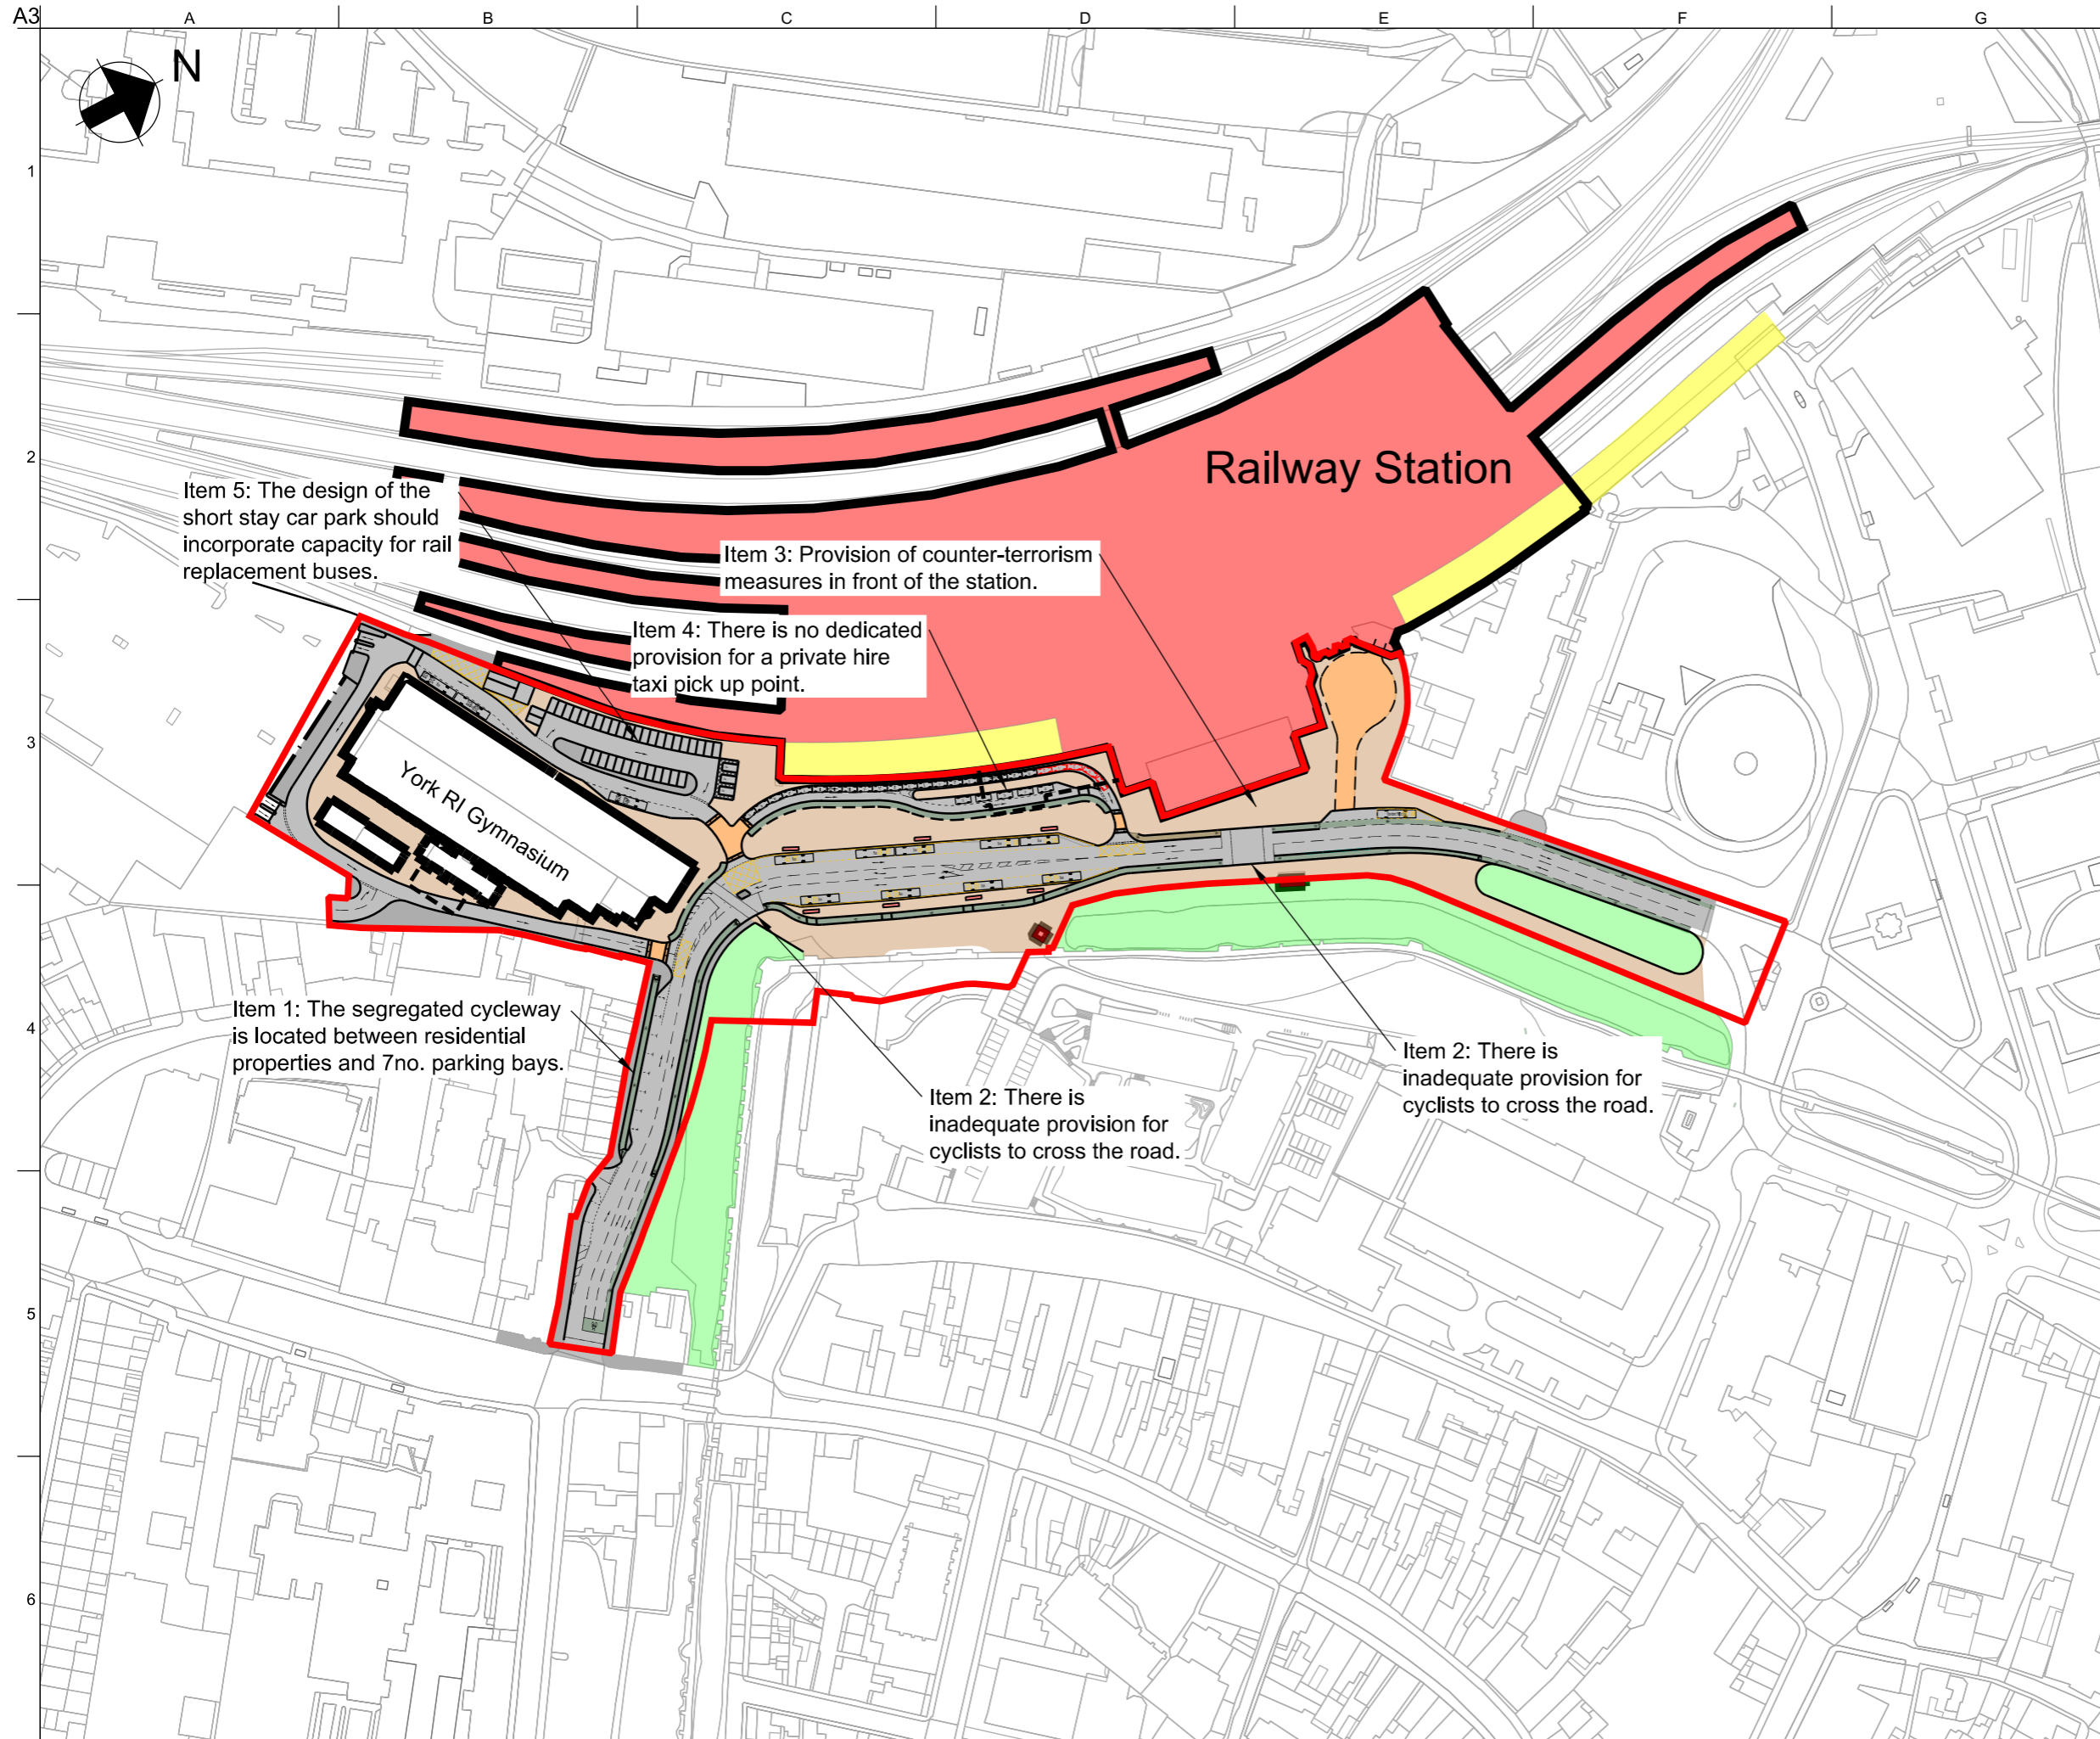 A3
A
B
C
D
E
F
G
N
1
2
3
4
5
6
Railway Station
Item 5: The design of the
short stay car park should
incorporate capacity for rail
replacement buses.
Item 3: Provision of counter-terrorism
measures in front of the station.
Item 4: There is no dedicated
provision for a private hire
taxi pick up point.
York RI Gymnasium
Item 1: The segregated cycleway
is located between residential
properties and 7no. parking bays.
Item 2: There is
inadequate provision for
cyclists to cross the road.
Item 2: There is
inadequate provision for
cyclists to cross the road.